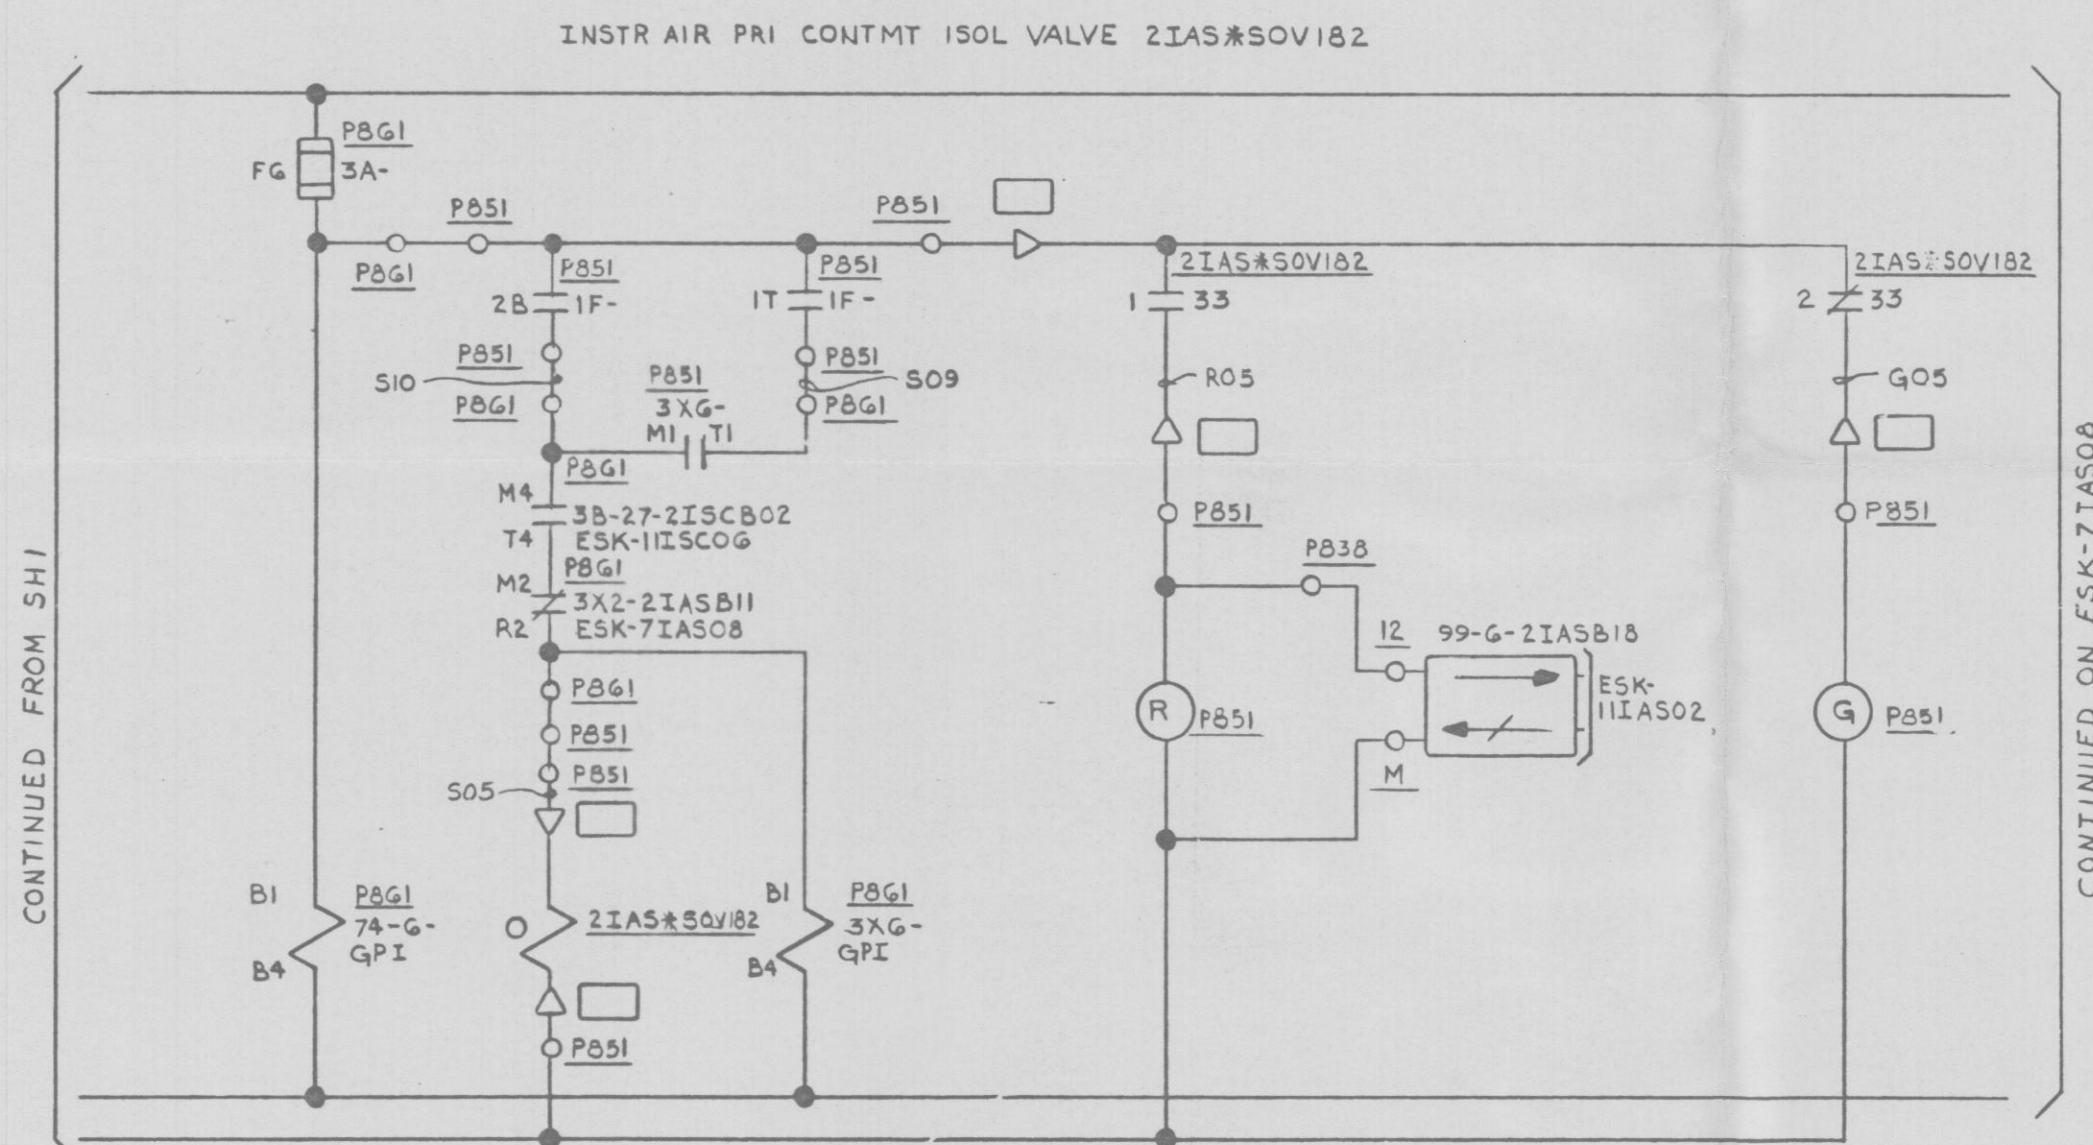 INSTR AIR PRI CONTMT ISOL VALVE 2IAS*SOV182
P861
F6 3A-
P851
P851
P861
P851
P851
2IAS*SOV182
2IAS*SOV182
2B 1F-
1T 1F-
1 33
2 33
P851
P851
S10
P851
S09
R05
G05
P861
3X6-
P861
M1 T1
P861
M4
3B-27-2ISCB02
T4 ESK-11ISC06
P851
P851
P861
P838
M2
3X2-2IASB11
R2 ESK-7IAS08
12 99-6-2IASB18
P861
ESK-
11IAS02
P851
R P851
G P851
P851
M
S05
B1 P861
74-6-
B4 GPI
O 2IAS*SOV182
B1 P861
3X6-
B4 GPI
P851
CONTINUED FROM SH1
CONTINUED ON ESK-7IAS08